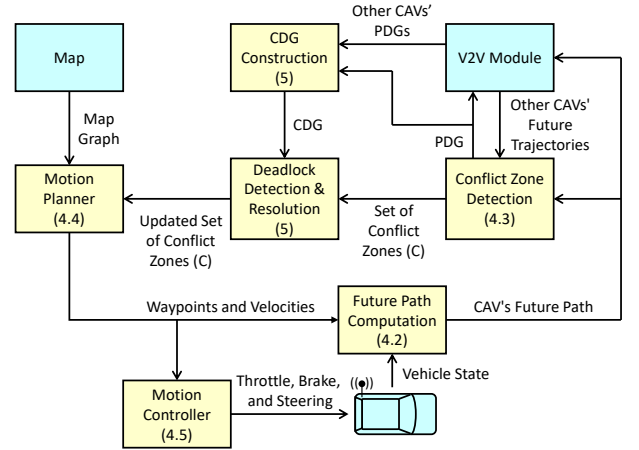 Map
CDG
Construction
(5)
Other CAVs’
PDGs
V2V Module
Map
Graph
CDG
PDG
Other CAVs'
Future
Trajectories
Motion
Planner
(4.4)
Updated Set
of Conflict
Zones (C)
Deadlock
Detection &
Resolution
(5)
Set of
Conflict
Zones (C)
Conflict Zone
Detection
(4.3)
Waypoints and Velocities
Future Path
Computation
(4.2)
CAV's Future Path
Motion
Controller
(4.5)
Throttle, Brake,
and Steering
Vehicle State